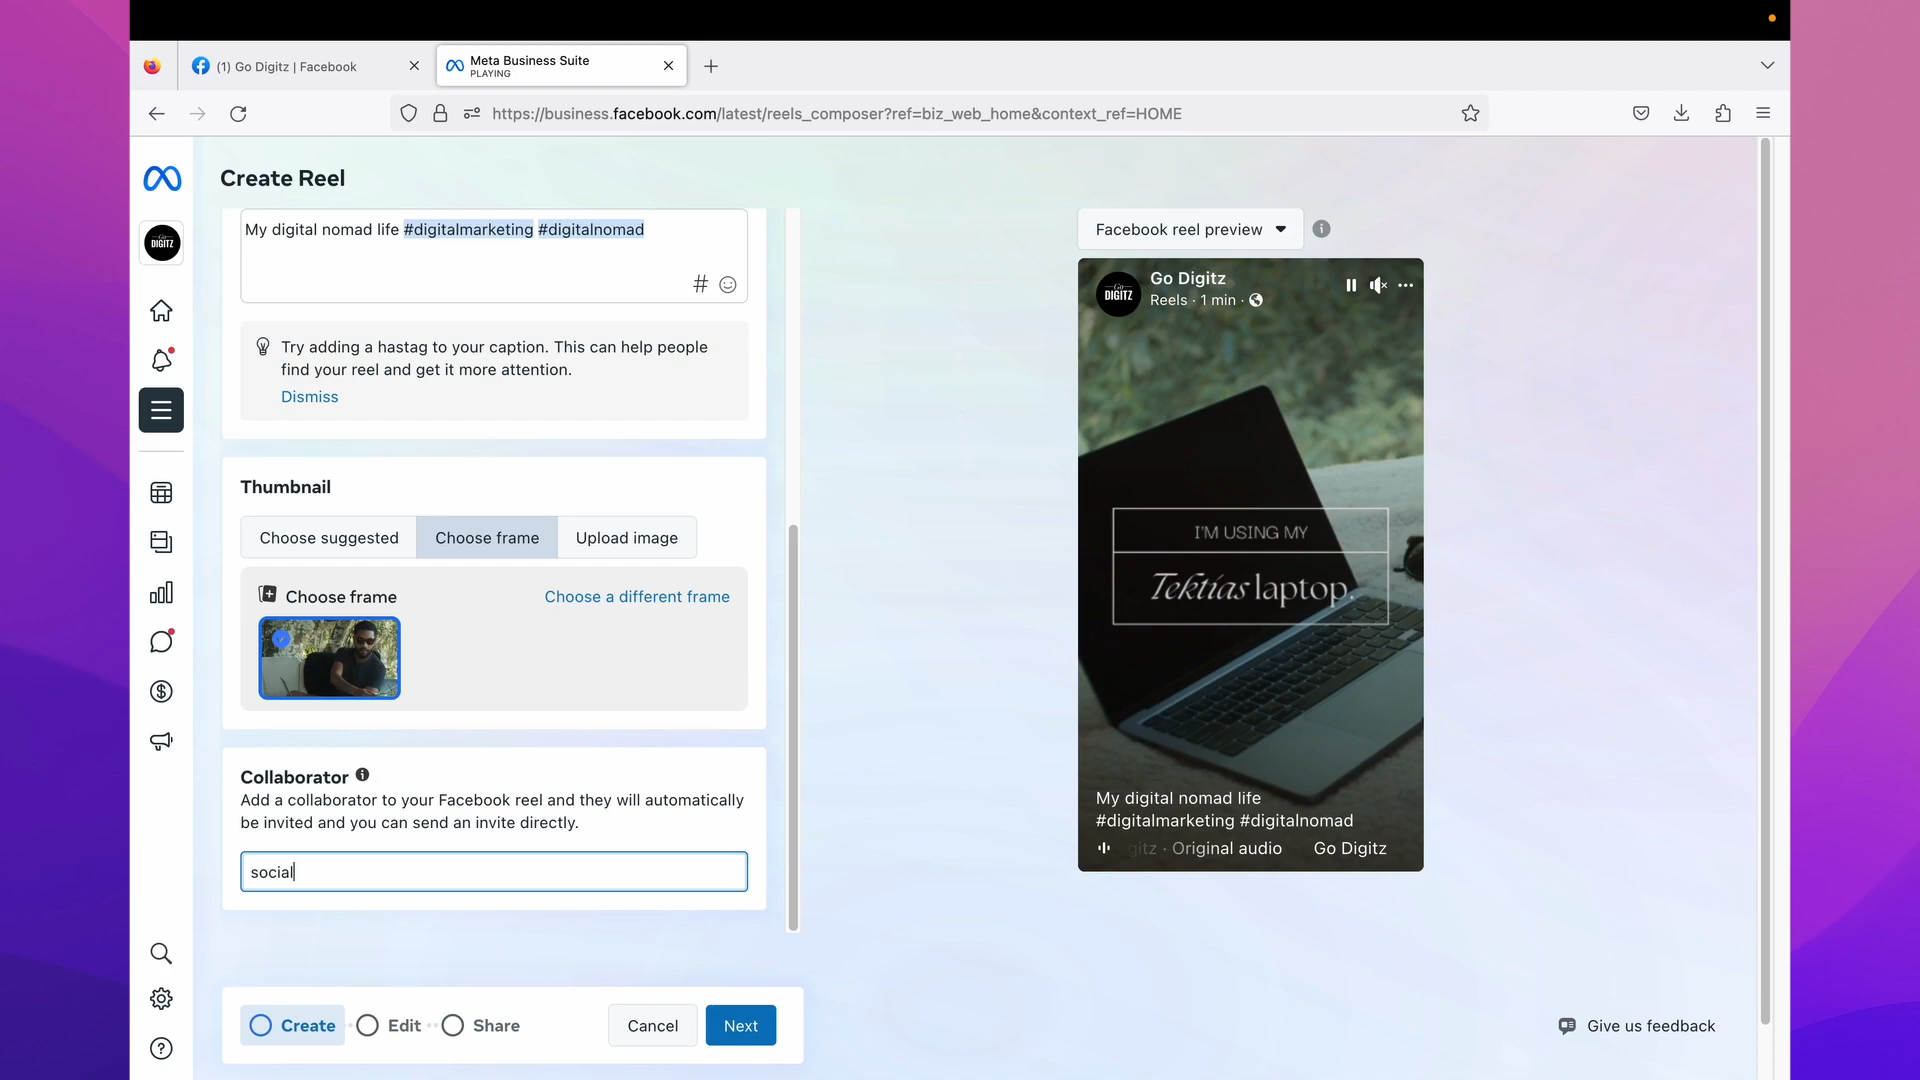 (1) Go Digitz | Facebook
Meta Business Suite
PLAYING
https://business.facebook.com/latest/reels_composer?ref=biz_web_home&context_ref=HOME
Create Reel
Go
DIGITZ
My digital nomad life #digitalmarketing #digitalnomad
Try adding a hastag to your caption. This can help people
find your reel and get it more attention.
Dismiss
Thumbnail
Choose suggested
Choose frame
Upload image
Choose frame
Choose a different frame
Collaborator
Add a collaborator to your Facebook reel and they will automatically
be invited and you can send an invite directly.
social
Create
Edit
Share
Cancel
Next
Facebook reel preview
Go
DIGITZ
Go Digitz
Reels · 1 min ·
I'M USING MY
Tektías laptop.
My digital nomad life
#digitalmarketing #digitalnomad
gitz · Original audio
Go Digitz
Give us feedback